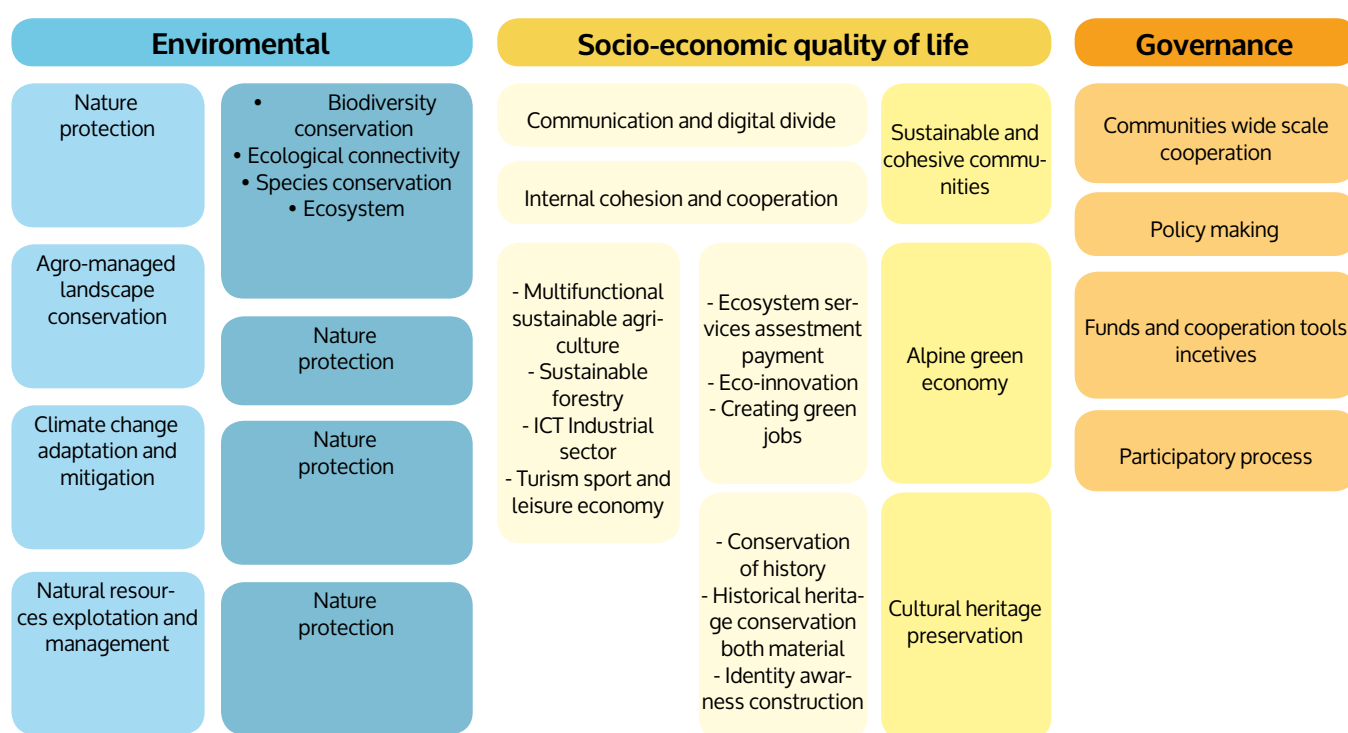 Enviromental
Nature
protection
Agro-managed
landscape
conservation
Climate change
adaptation and
mitigation
Natural resour-
ces explotation and
management
• Biodiversity
conservation
• Ecological connectivity
• Species conservation
• Ecosystem
Nature
protection
Nature
protection
Nature
protection
Socio-economic quality of life
Communication and digital divide
Internal cohesion and cooperation
- Multifunctional
sustainable agri-
culture
- Sustainable
forestry
- ICT Industrial
sector
- Turism sport and
leisure economy
- Ecosystem ser-
vices assestment
payment
- Eco-innovation
- Creating green
jobs
- Conservation
of history
- Historical herita-
ge conservation
both material
- Identity awar-
ness construction
Sustainable and
cohesive commu-
nities
Alpine green
economy
Cultural heritage
preservation
Governance
Communities wide scale
cooperation
Policy making
Funds and cooperation tools
incetives
Participatory process